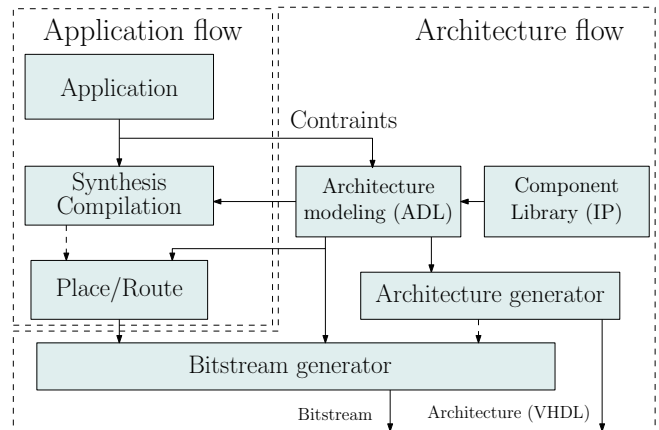 Application flow
Architecture flow
Application
Contraints
Synthesis
Compilation
Architecture
modeling (ADL)
Component
Library (IP)
Place/Route
Architecture generator
Bitstream generator
Bitstream
Architecture (VHDL)